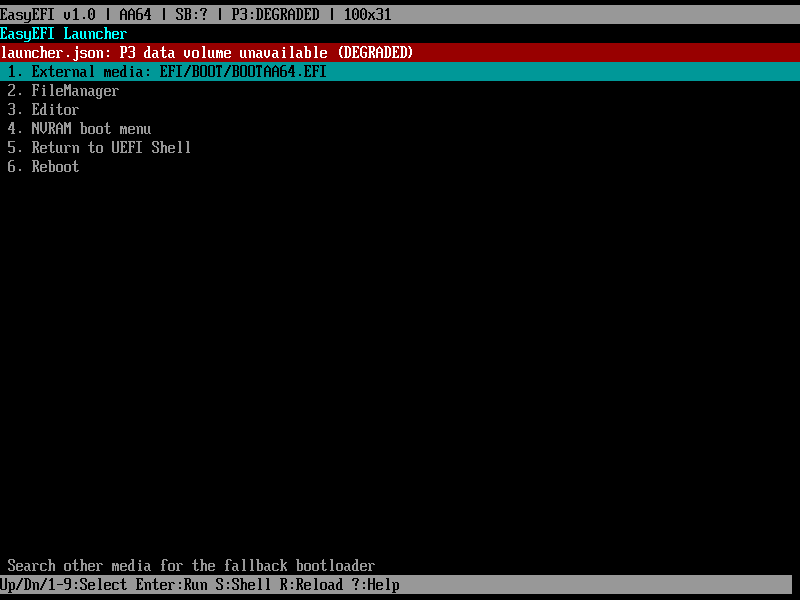 EasyEFI v1.0 | AA64 | SB:? | P3:DEGRADED | 100x31
EasyEFI Launcher
launcher.json: P3 data volume unavailable (DEGRADED)
1. External media: EFI/BOOT/BOOTAA64.EFI
2. FileManager
3. Editor
4. NVRAM boot menu
5. Return to UEFI Shell
6. Reboot
Search other media for the fallback bootloader
Up/Dn/1-9:Select Enter:Run S:Shell R:Reload ?:Help